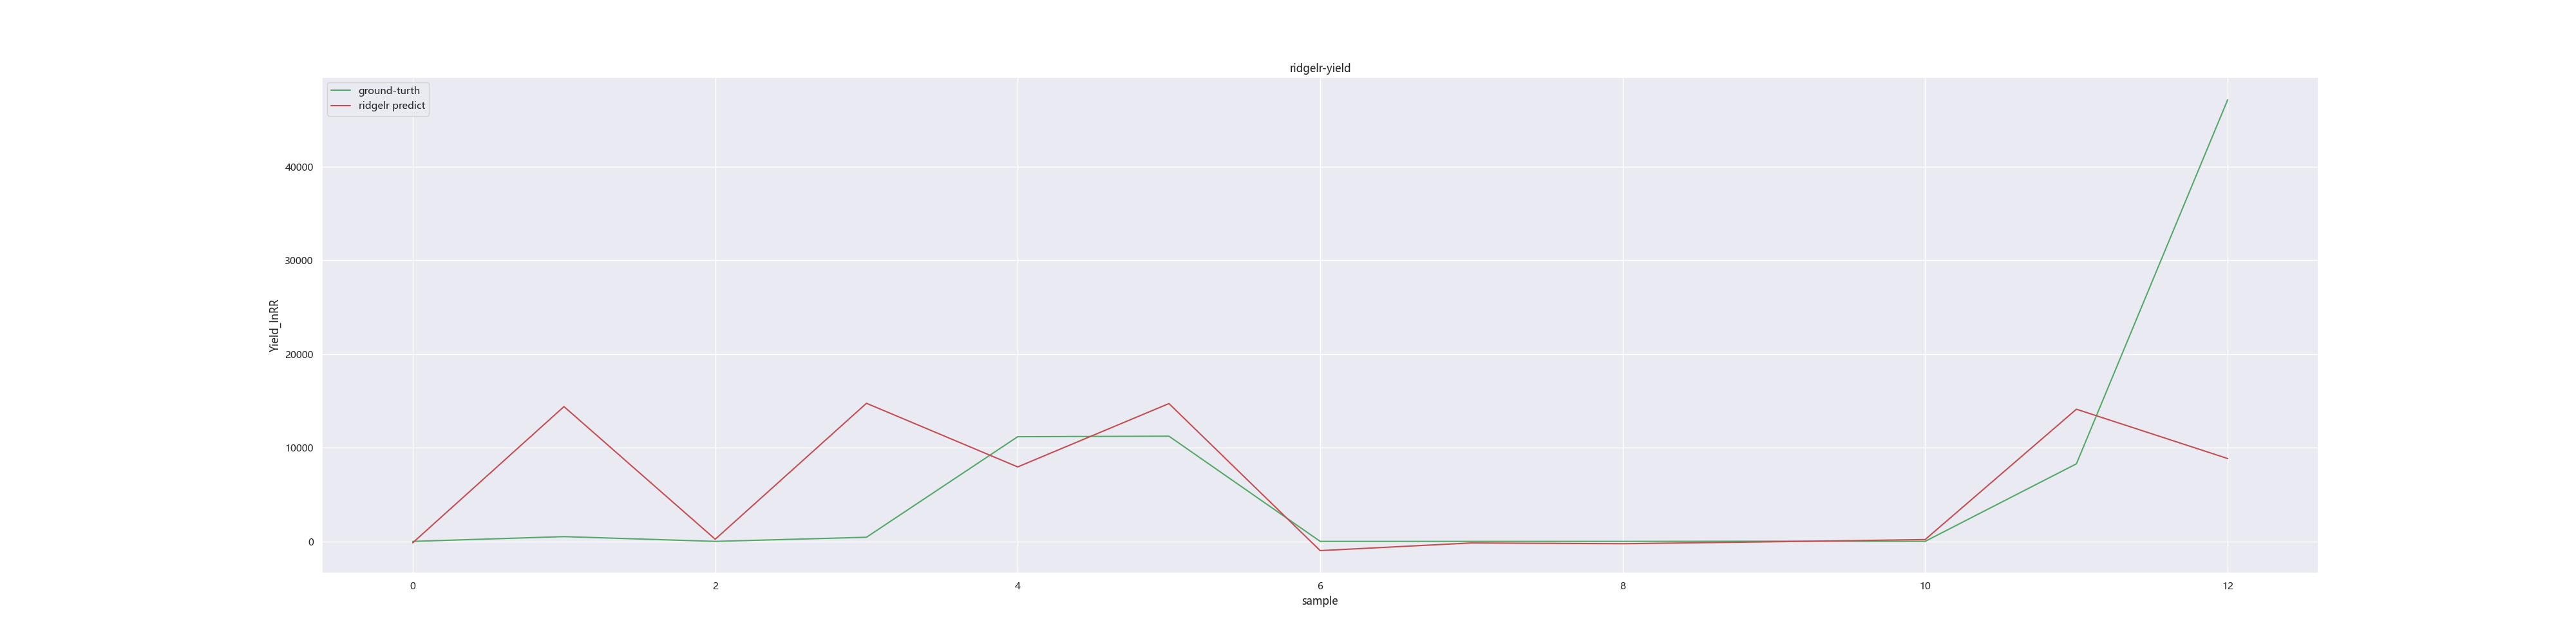 ridgelr-yield
ground-turth
ridgelr predict
40000
30000
20000
10000
0
Yield_lnRR
0 2 4 6 8 10 12
sample